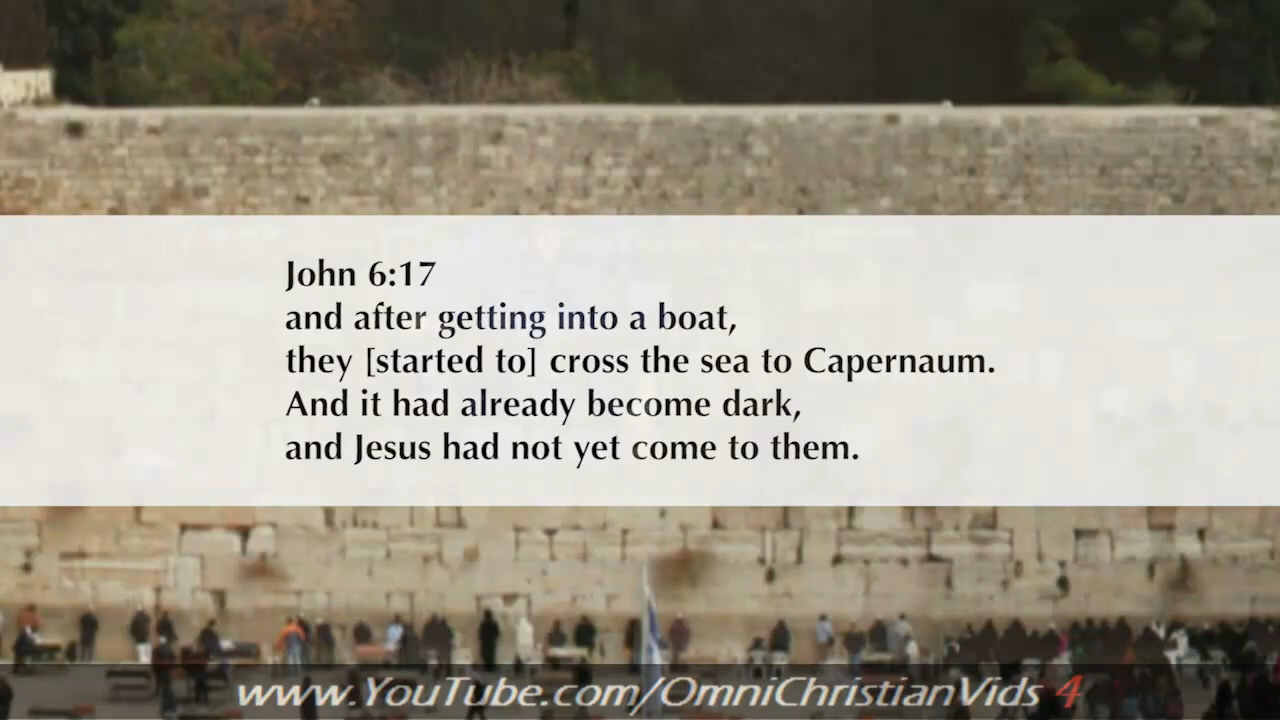 John 6:17
and after getting into a boat,
they [started to] cross the sea to Capernaum.
And it had already become dark,
and Jesus had not yet come to them.
www.YouTube.com/OmniChristianVids 4